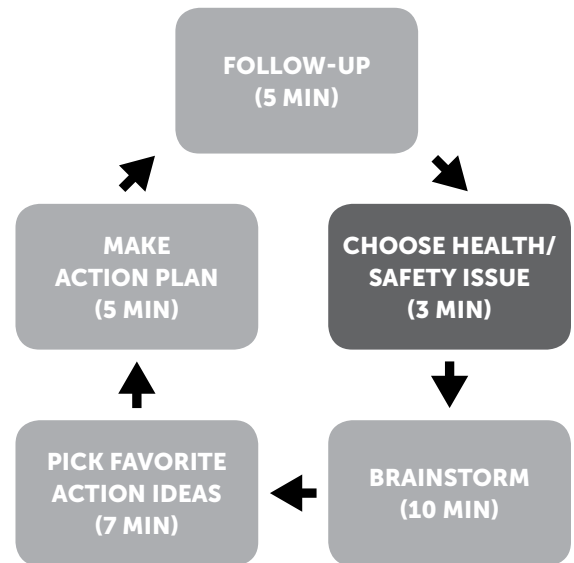 FOLLOW-UP
(5 MIN)
MAKE
ACTION PLAN
(5 MIN)
CHOOSE HEALTH/
SAFETY ISSUE
(3 MIN)
PICK FAVORITE
ACTION IDEAS
(7 MIN)
BRAINSTORM
(10 MIN)